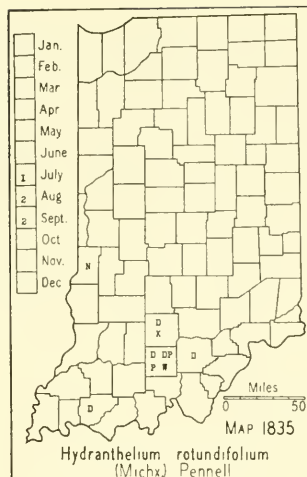 Jan.
Feb.
Mar
Apr
May
June
1 July
2 Aug
2 Sept.
Oct
Nov.
Dec
N
D
X
D DP D
P W
D
Miles
0 50
MAP 1835
Hydranthelium rotundifolium
(Michx.) Pennell